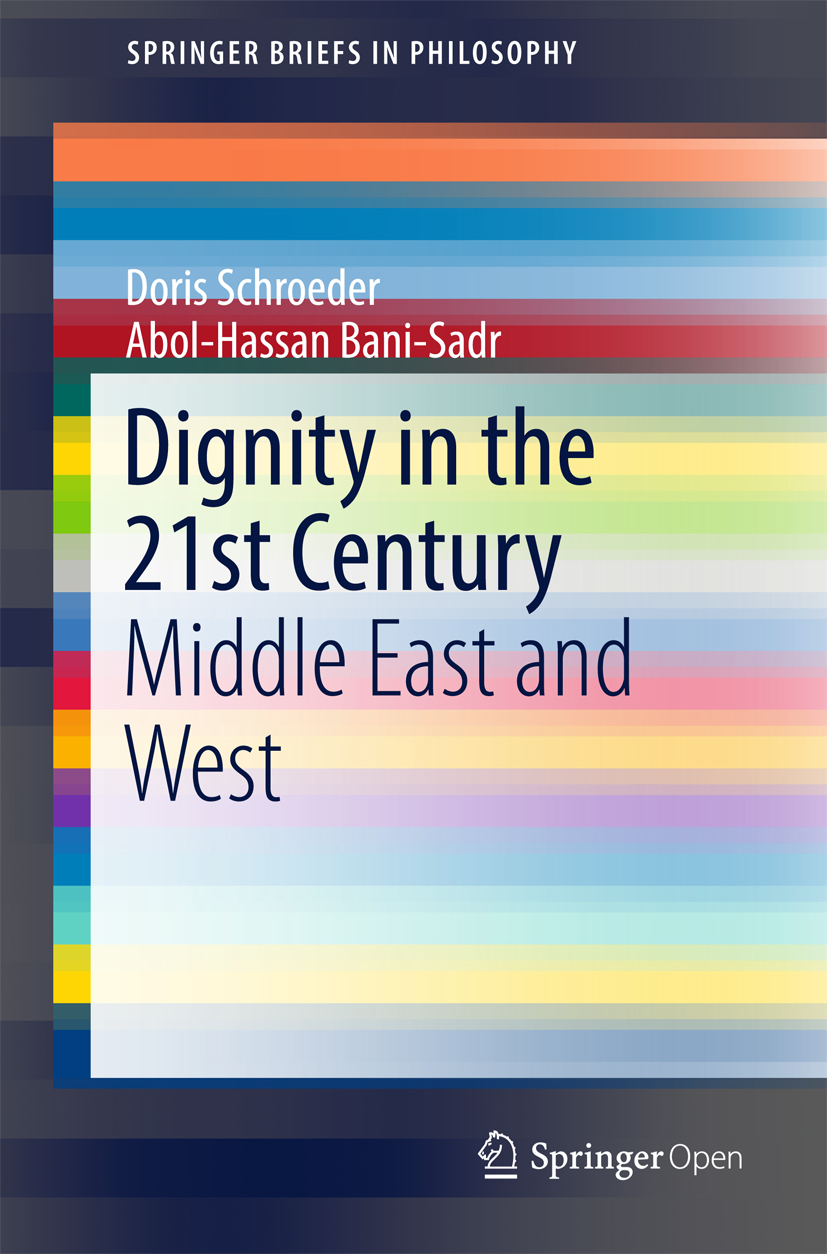 SPRINGER BRIEFS IN PHILOSOPHY
Doris Schroeder
Abol-Hassan Bani-Sadr
Dignity in the
21st Century
Middle East and
West
Springer Open